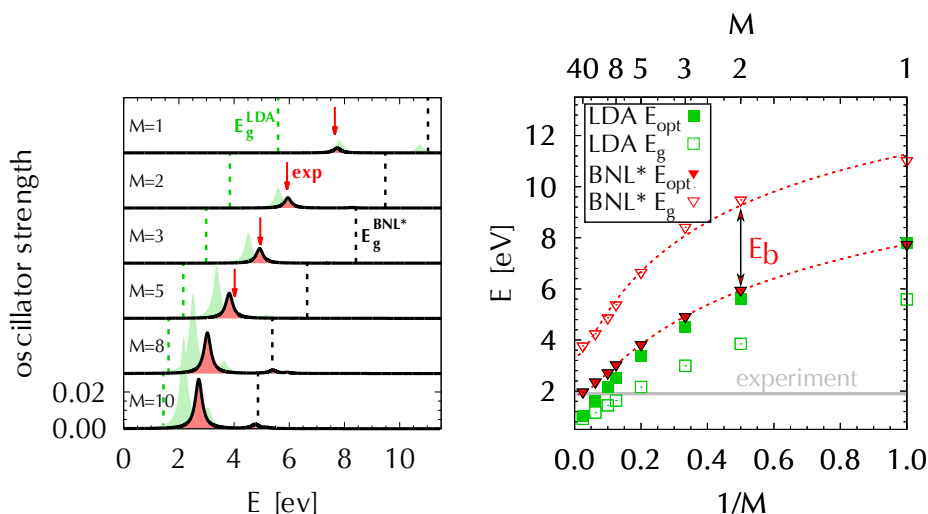 oscillator strength
M=1
E_g^LDA
M=2
exp
M=3
E_g^BNL*
M=5
M=8
M=10
0.02
0.00
0 2 4 6 8 10
E [ev]
M
40 8 5 3 2 1
LDA E_opt
LDA E_g
BNL* E_opt
BNL* E_g
E_b
experiment
E [eV]
12
10
8
6
4
2
0.0 0.2 0.4 0.6 0.8 1.0
1/M